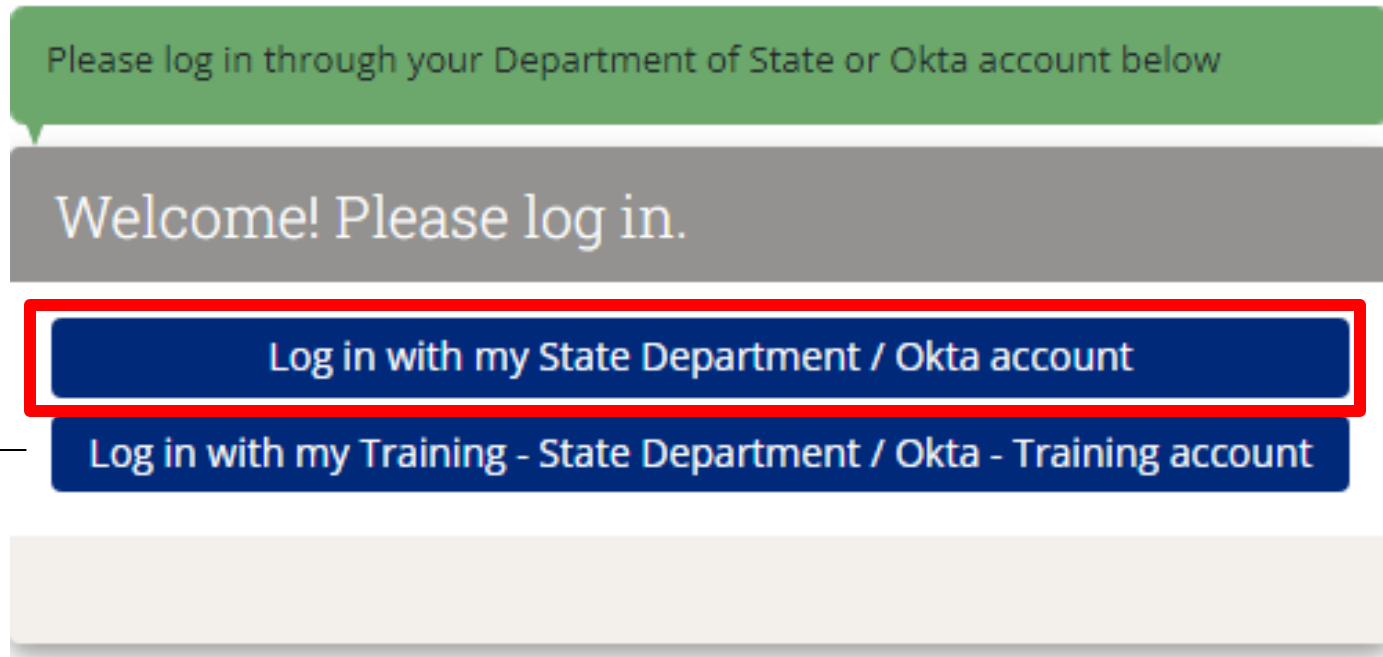 Please log in through your Department of State or Okta account below
Welcome! Please log in.
Log in with my State Department / Okta account
Log in with my Training - State Department / Okta - Training account